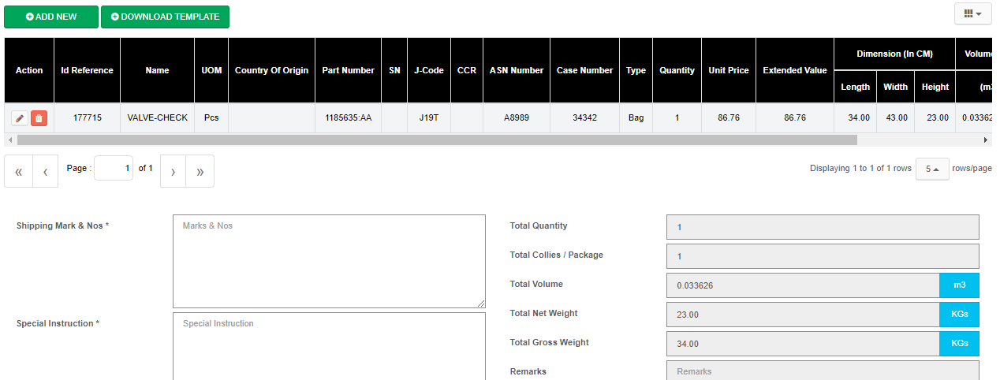 ADD NEW DOWNLOAD TEMPLATE
Dimension (In CM) Volume
Action Id Reference Name UOM Country Of Origin Part Number SN J-Code CCR ASN Number Case Number Type Quantity Unit Price Extended Value
Length Width Height (m3
177715 VALVE-CHECK Pcs 1185635:AA J19T A8989 34342 Bag 1 86.76 86.76 34.00 43.00 23.00 0.03362
« ‹ Page : 1 of 1 › » Displaying 1 to 1 of 1 rows 5 rows/page
Shipping Mark & Nos * Marks & Nos Total Quantity 1
Total Collies / Package 1
Total Volume 0.033626 m3
Total Net Weight 23.00 KGs
Special Instruction * Special Instruction
Total Gross Weight 34.00 KGs
Remarks Remarks